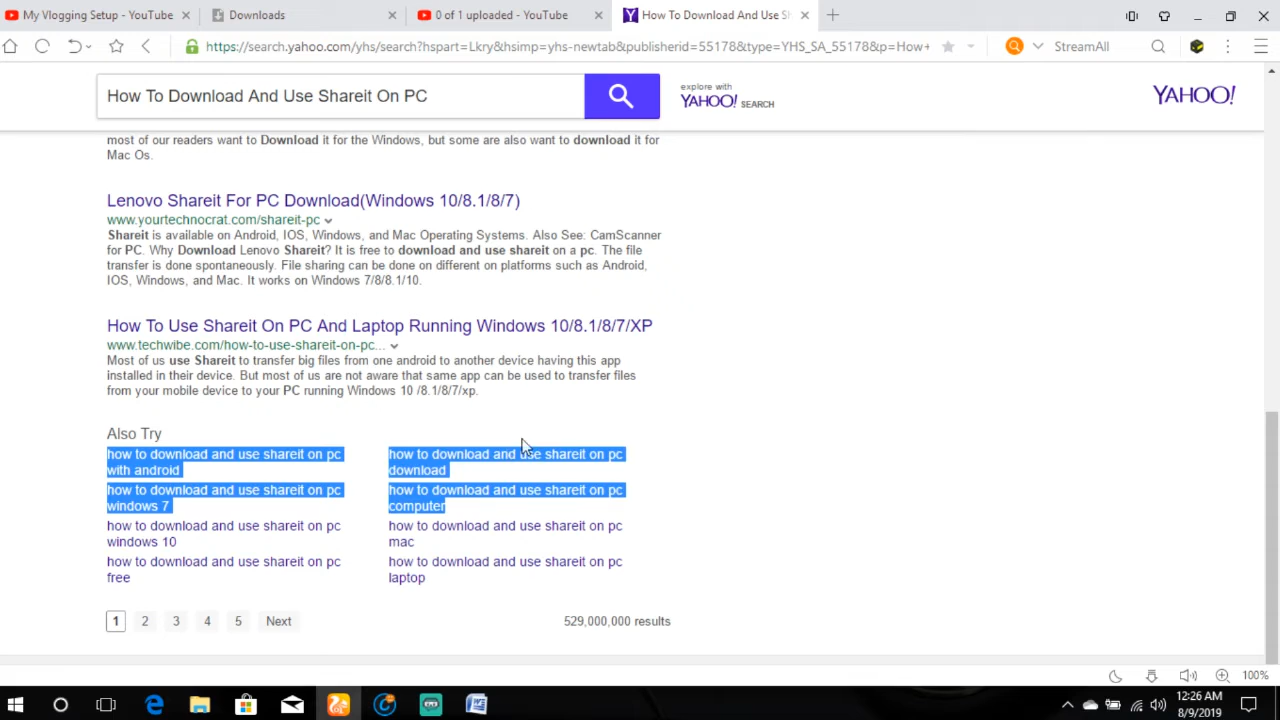 My Vlogging Setup - YouTube
Downloads
0 of 1 uploaded - YouTube
How To Download And Use Sh
https://search.yahoo.com/yhs/search?hspart=Lkry&hsimp=yhs-newtab&publisherid=55178&type=YHS_SA_55178&p=How+
StreamAll
How To Download And Use Shareit On PC
explore with
YAHOO! SEARCH
YAHOO!
most of our readers want to Download it for the Windows, but some are also want to download it for
Mac Os.
Lenovo Shareit For PC Download(Windows 10/8.1/8/7)
www.yourtechnocrat.com/shareit-pc
Shareit is available on Android, IOS, Windows, and Mac Operating Systems. Also See: CamScanner
for PC. Why Download Lenovo Shareit? It is free to download and use shareit on a pc. The file
transfer is done spontaneously. File sharing can be done on different on platforms such as Android,
IOS, Windows, and Mac. It works on Windows 7/8/8.1/10.
How To Use Shareit On PC And Laptop Running Windows 10/8.1/8/7/XP
www.techwibe.com/how-to-use-shareit-on-pc...
Most of us use Shareit to transfer big files from one android to another device having this app
installed in their device. But most of us are not aware that same app can be used to transfer files
from your mobile device to your PC running Windows 10 /8.1/8/7/xp.
Also Try
how to download and use shareit on pc
with android
how to download and use shareit on pc
download
how to download and use shareit on pc
windows 7
how to download and use shareit on pc
computer
how to download and use shareit on pc
windows 10
how to download and use shareit on pc
mac
how to download and use shareit on pc
free
how to download and use shareit on pc
laptop
1 2 3 4 5 Next
529,000,000 results
100%
12:26 AM
8/9/2019